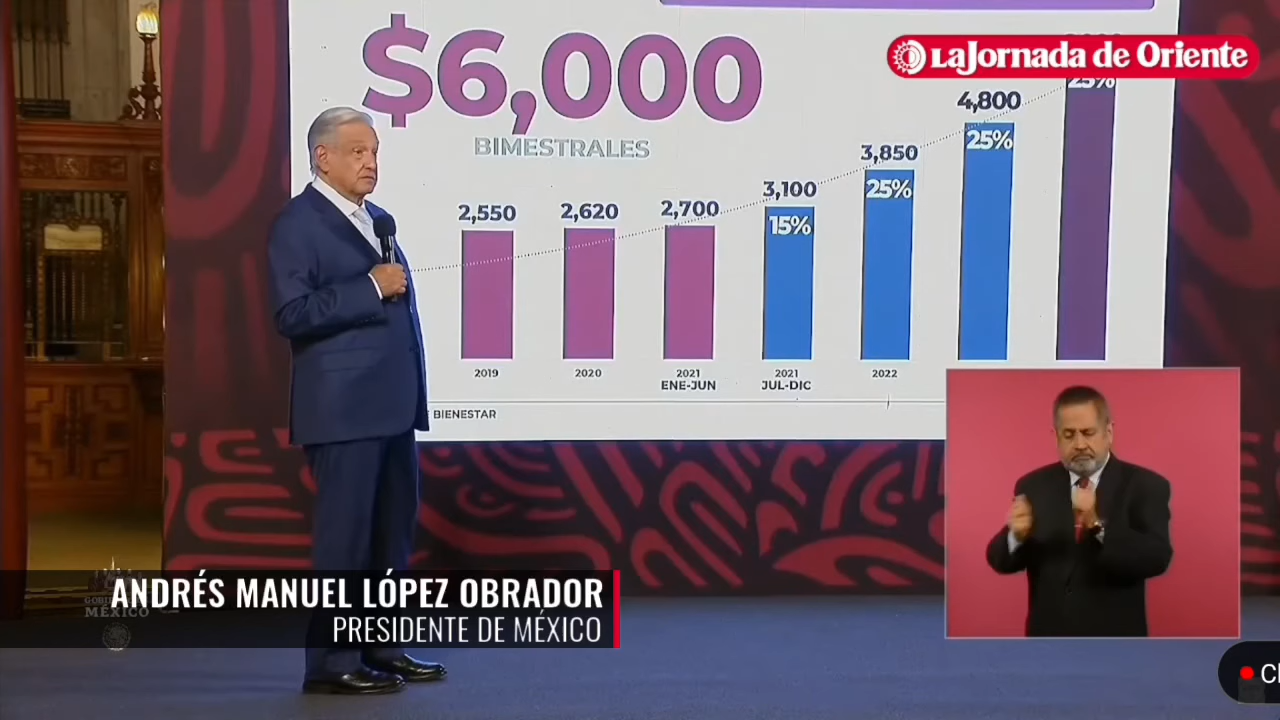 LaJornada de Oriente
$6,000
BIMESTRALES
2,550
2,620
2,700
3,100
15%
3,850
25%
4,800
25%
25%
2019
2020
2021
ENE-JUN
2021
JUL-DIC
2022
BIENESTAR
ANDRÉS MANUEL LÓPEZ OBRADOR
PRESIDENTE DE MÉXICO
MÉXICO